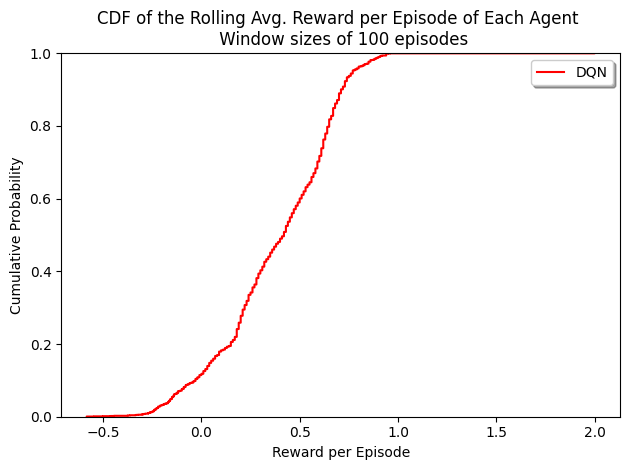 CDF of the Rolling Avg. Reward per Episode of Each Agent
Window sizes of 100 episodes
DQN
Cumulative Probability
1.0
0.8
0.6
0.4
0.2
0.0
−0.5
0.0
0.5
1.0
1.5
2.0
Reward per Episode